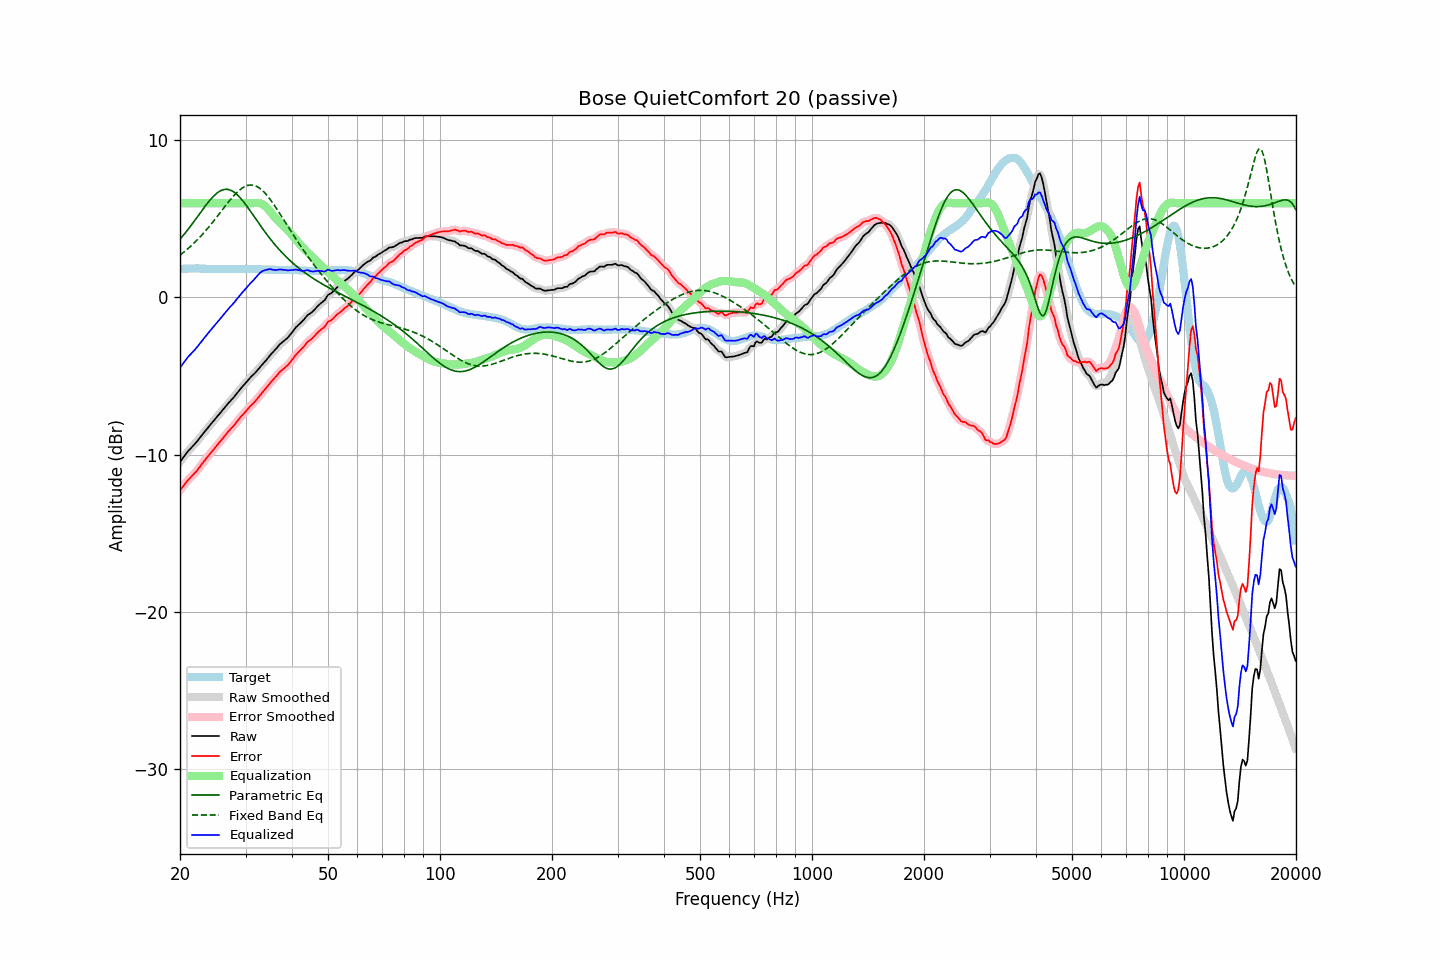 Bose QuietComfort 20 (passive)
10
0
−10
−20
−30
Amplitude (dBr)
Target
Raw Smoothed
Error Smoothed
Raw
Error
Equalization
Parametric Eq
Fixed Band Eq
Equalized
20 50 100 200 500 1000 2000 5000 10000 20000
Frequency (Hz)